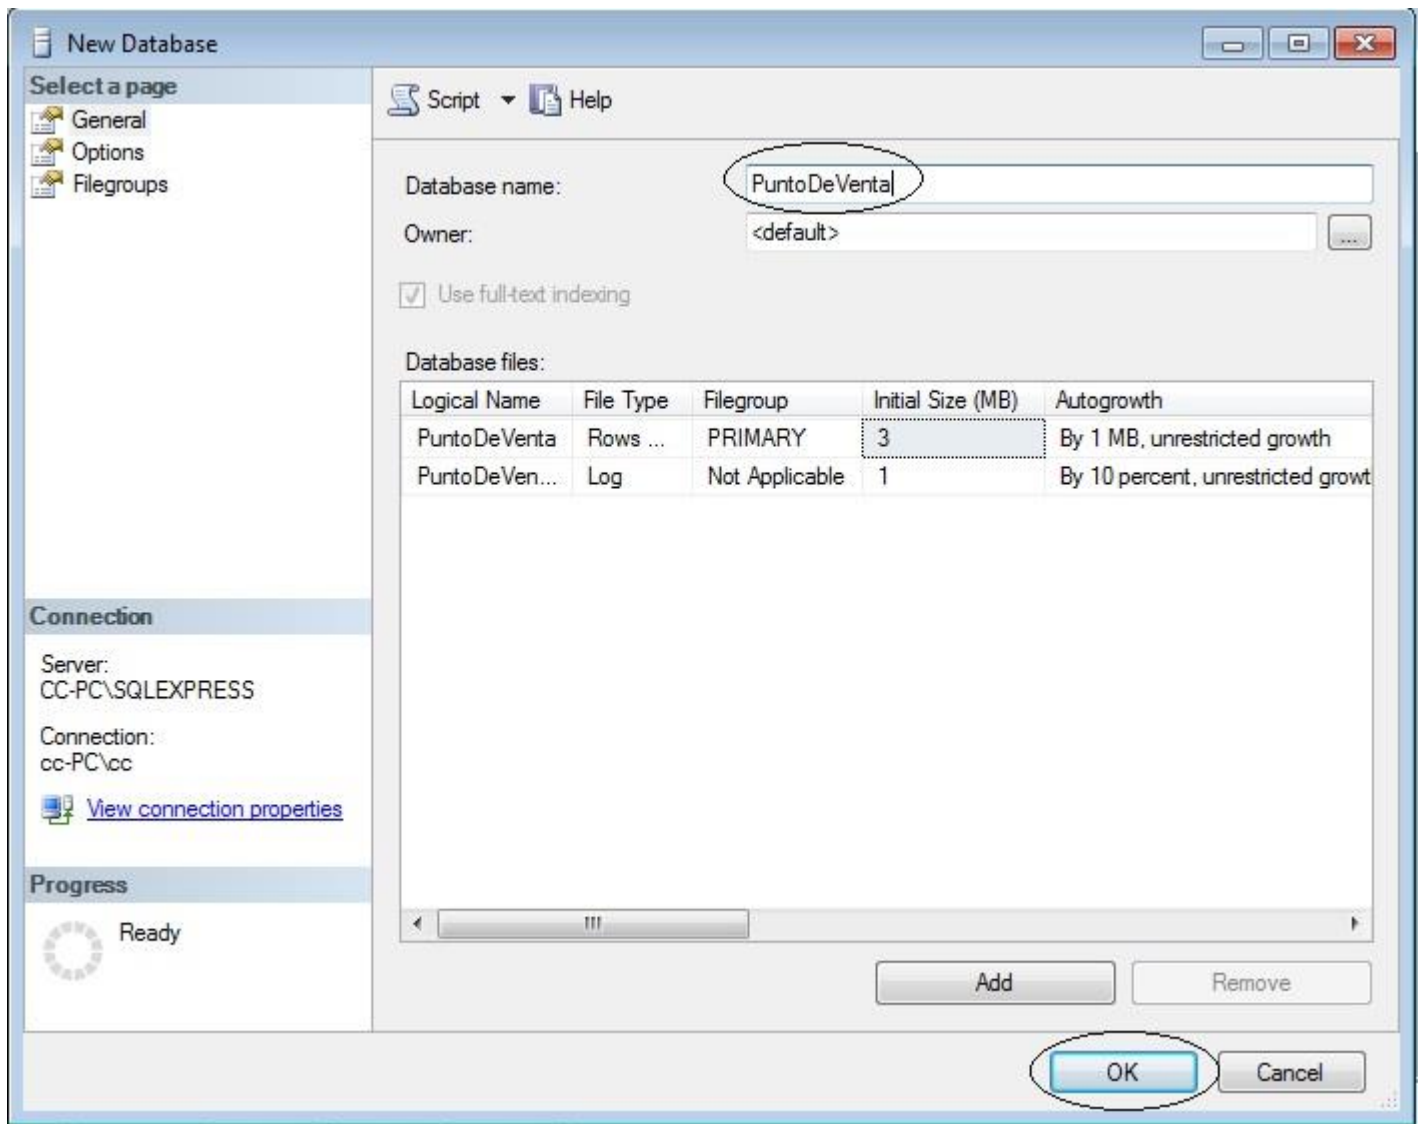 New Database
Select a page
General
Options
Filegroups
Script
Help
Database name:
PuntoDeVenta
Owner:
<default>
...
Use full-text indexing
Database files:
Logical Name File Type Filegroup Initial Size (MB) Autogrowth
PuntoDeVenta Rows ... PRIMARY 3 By 1 MB, unrestricted growth
PuntoDeVen... Log Not Applicable 1 By 10 percent, unrestricted growt
Connection
Server:
CC-PC\SQLEXPRESS
Connection:
cc-PC\cc
View connection properties
Progress
Ready
Add
Remove
OK
Cancel